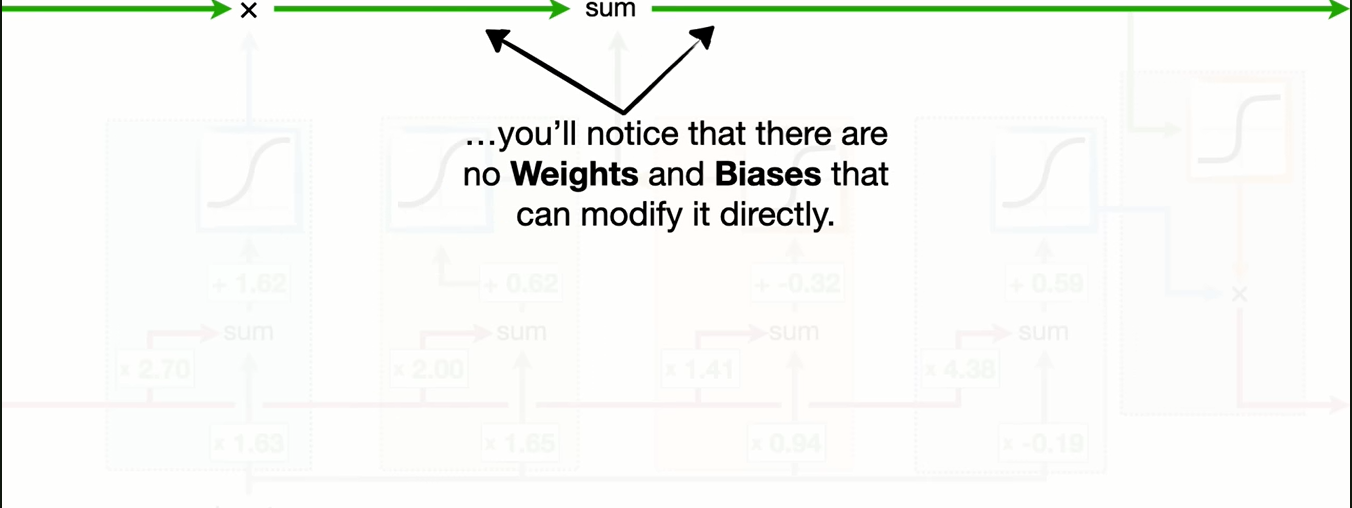 × sum
...you'll notice that there are
no Weights and Biases that
can modify it directly.
+ 1.62 + 0.62 + -0.32 + 0.59
×
sum sum sum sum
x 2.70 x 2.00 x 1.41 x 4.38
x 1.63 x 1.65 x 0.94 x -0.19